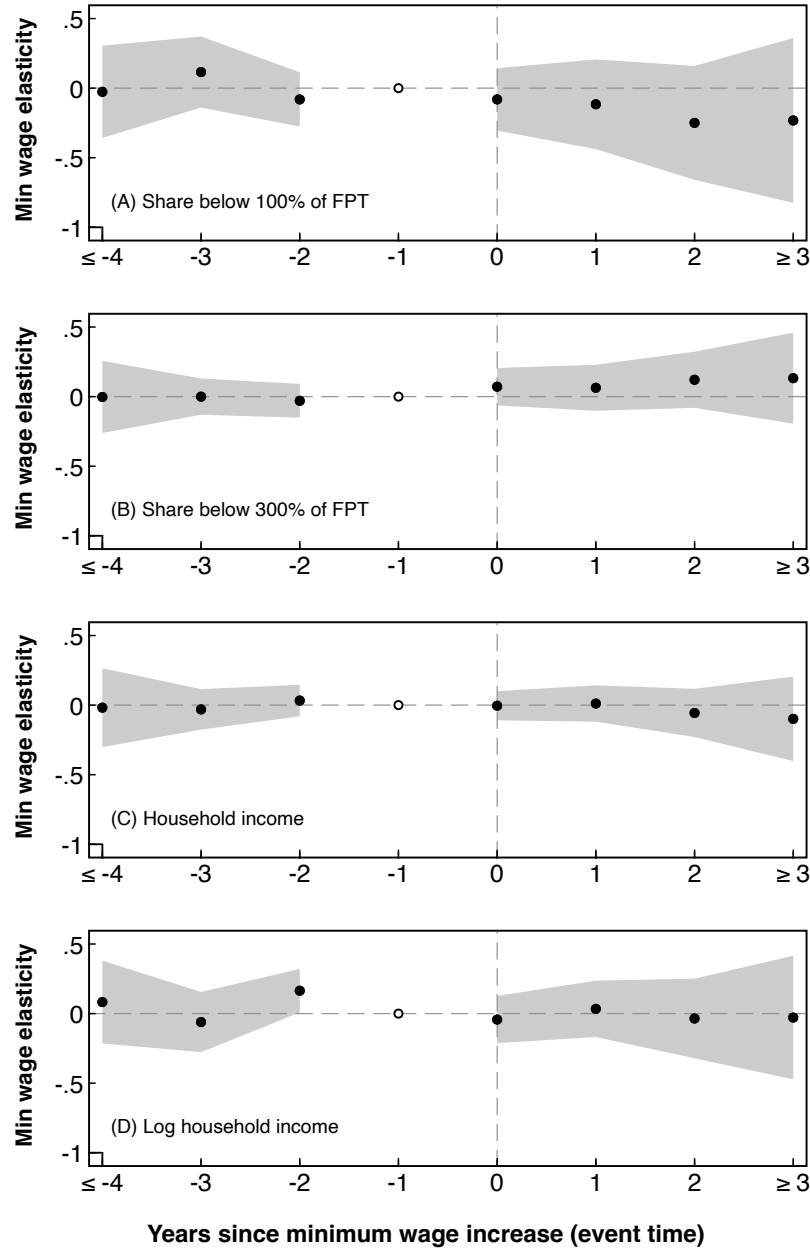 .5
0
-.5
-1
Min wage elasticity
(A) Share below 100% of FPT
≤ -4 -3 -2 -1 0 1 2 ≥ 3
.5
0
-.5
-1
Min wage elasticity
(B) Share below 300% of FPT
≤ -4 -3 -2 -1 0 1 2 ≥ 3
.5
0
-.5
-1
Min wage elasticity
(C) Household income
≤ -4 -3 -2 -1 0 1 2 ≥ 3
.5
0
-.5
-1
Min wage elasticity
(D) Log household income
≤ -4 -3 -2 -1 0 1 2 ≥ 3
Years since minimum wage increase (event time)